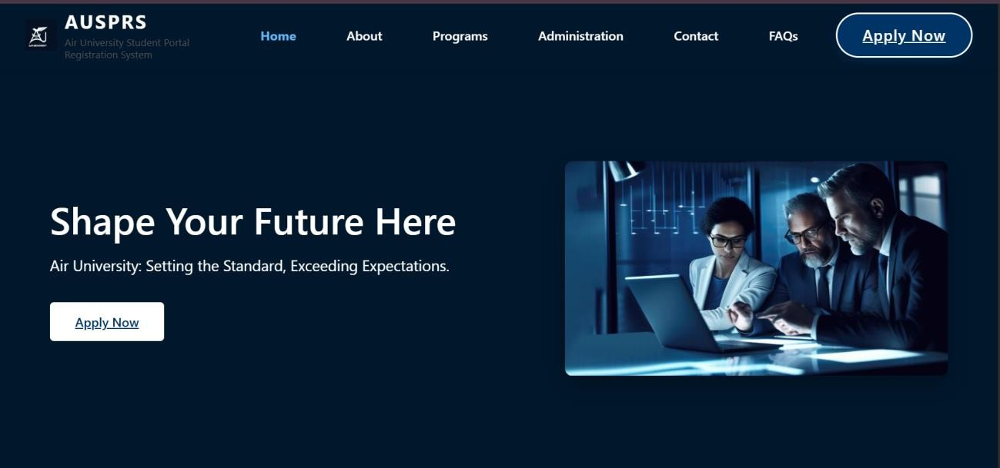 AUSPRS
Air University Student Portal
Registration System
Home
About
Programs
Administration
Contact
FAQs
Apply Now
Shape Your Future Here
Air University: Setting the Standard, Exceeding Expectations.
Apply Now